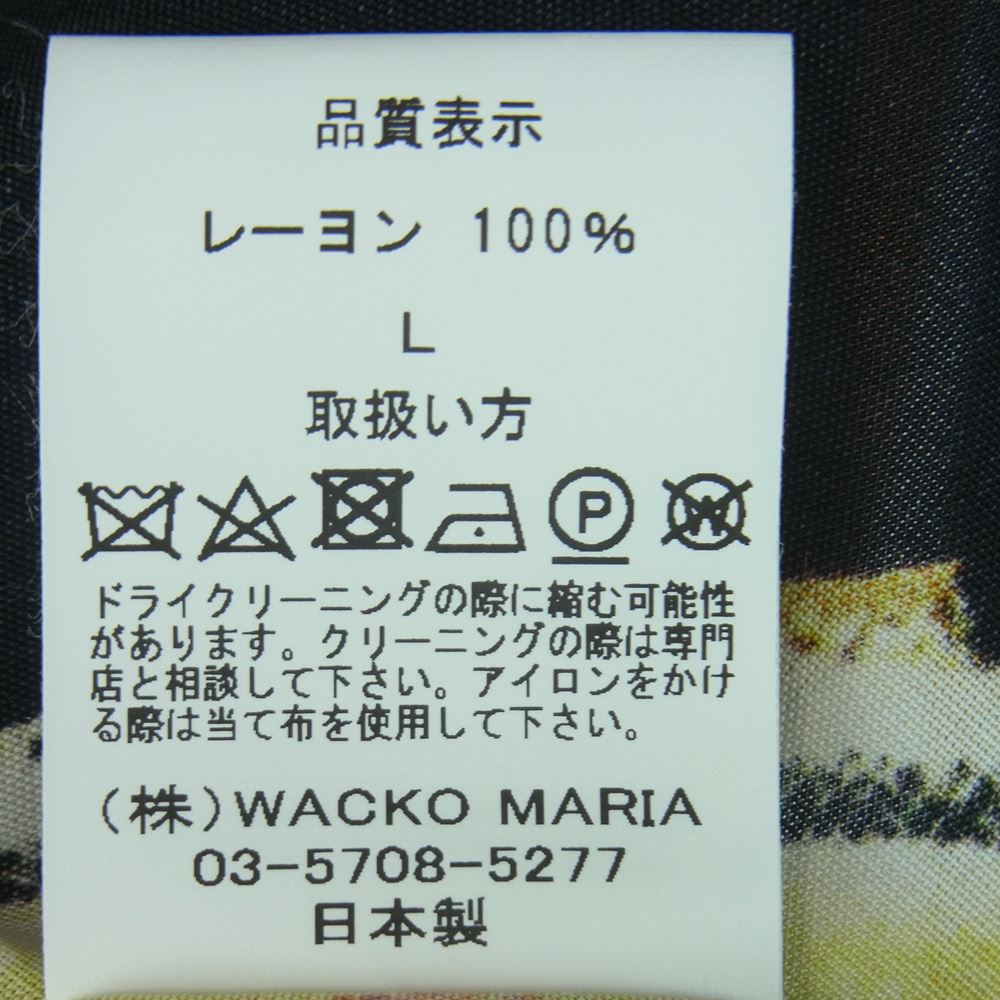 品質表示
レーヨン 100%
L
取扱い方
P
W
ドライクリーニングの際に縮む可能性
があります。クリーニングの際は専門
店と相談して下さい。アイロンをかけ
る際は当て布を使用して下さい。
(株)WACKO MARIA
03-5708-5277
日本製